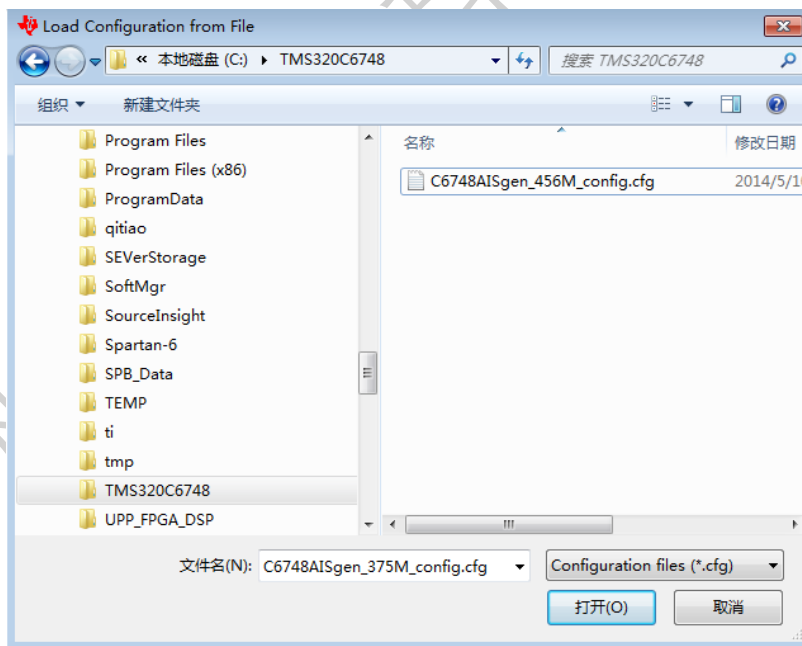 Load Configuration from File
« 本地磁盘 (C:) ▸ TMS320C6748
搜索 TMS320C6748
组织 新建文件夹
名称 修改日期
Program Files
Program Files (x86)
ProgramData
qitiao
SEVerStorage
SoftMgr
SourceInsight
Spartan-6
SPB_Data
TEMP
ti
tmp
TMS320C6748
UPP_FPGA_DSP
C6748AISgen_456M_config.cfg 2014/5/1
文件名(N): C6748AISgen_375M_config.cfg Configuration files (*.cfg)
打开(O) 取消